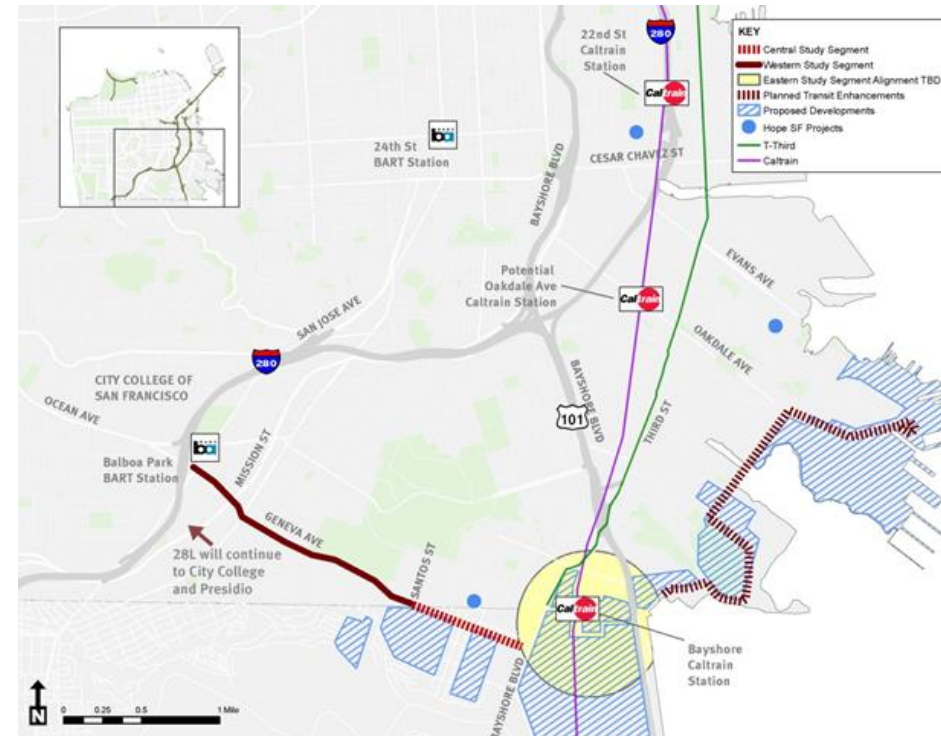 22nd St
Caltrain
Station
280
Caltrain
KEY
Central Study Segment
Western Study Segment
Eastern Study Segment Alignment TBD
Planned Transit Enhancements
Proposed Developments
Hope SF Projects
T-Third
Caltrain
24th St
BART Station
ba
BAYSHORE BLVD
CESAR CHAVEZ ST
EVANS AVE
Potential
Oakdale Ave
Caltrain Station
Caltrain
SAN JOSE AVE
OAKDALE AVE
280
CITY COLLEGE OF
SAN FRANCISCO
OCEAN AVE
101
BAYSHORE BLVD
THIRD ST
MISSION ST
ba
Balboa Park
BART Station
GENEVA AVE
28L will continue
to City College
and Presidio
SANTOS ST
Caltrain
Bayshore
Caltrain
Station
BAYSHORE BLVD
N
0 0.25 0.5 1 Mile